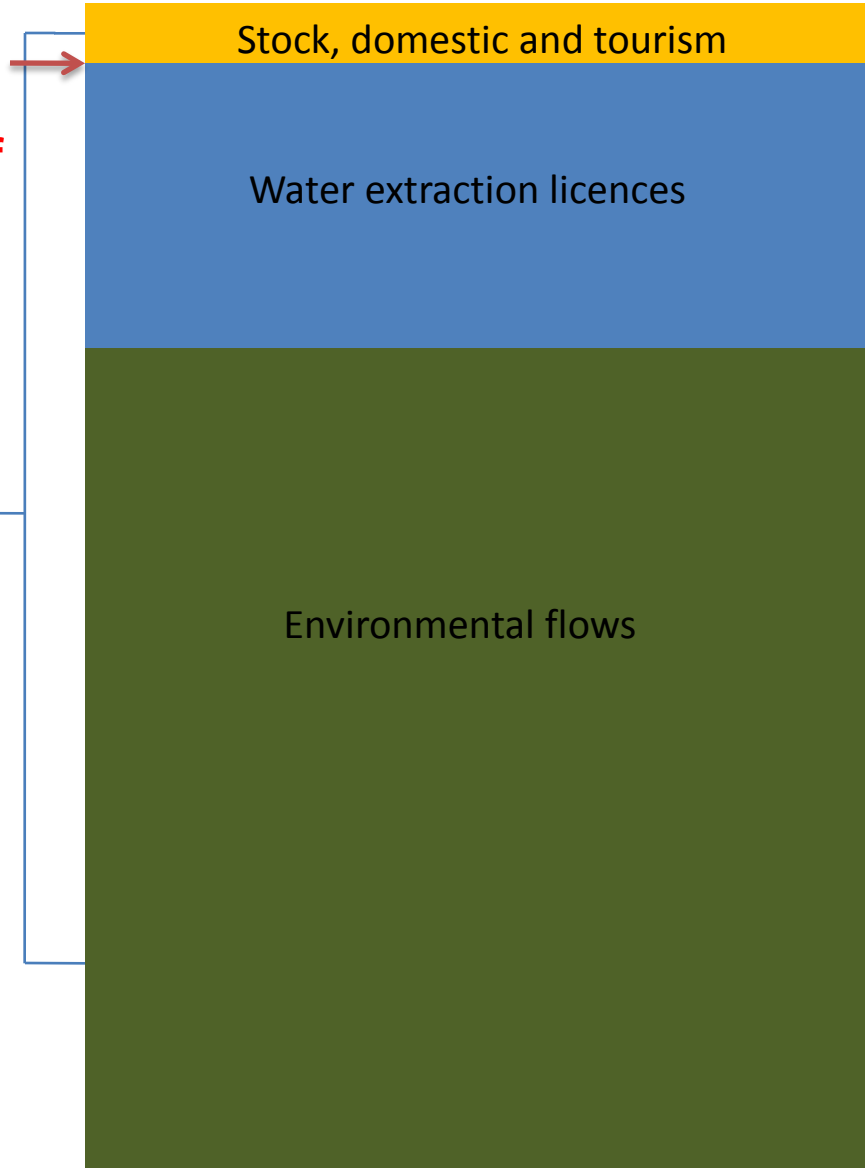 Stock, domestic and tourism
Water extraction licences
Environmental flows